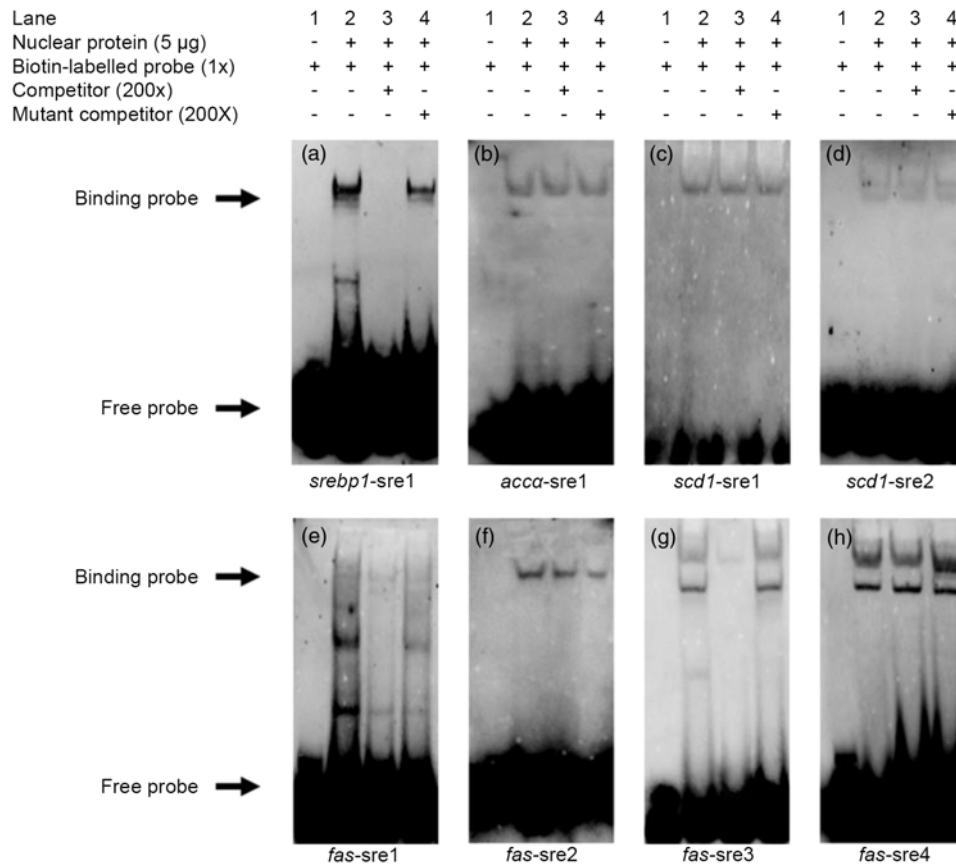 Lane 1 2 3 4 1 2 3 4 1 2 3 4 1 2 3 4
Nuclear protein (5 µg) - + + + - + + + - + + + - + + +
Biotin-labelled probe (1x) + + + + + + + + + + + + + + + +
Competitor (200x) - - + - - - + - - - + - - - + -
Mutant competitor (200X) - - - + - - - + - - - + - - - +
(a) (b) (c) (d)
Binding probe
Free probe
srebp1-sre1 accα-sre1 scd1-sre1 scd1-sre2
(e) (f) (g) (h)
Binding probe
Free probe
fas-sre1 fas-sre2 fas-sre3 fas-sre4